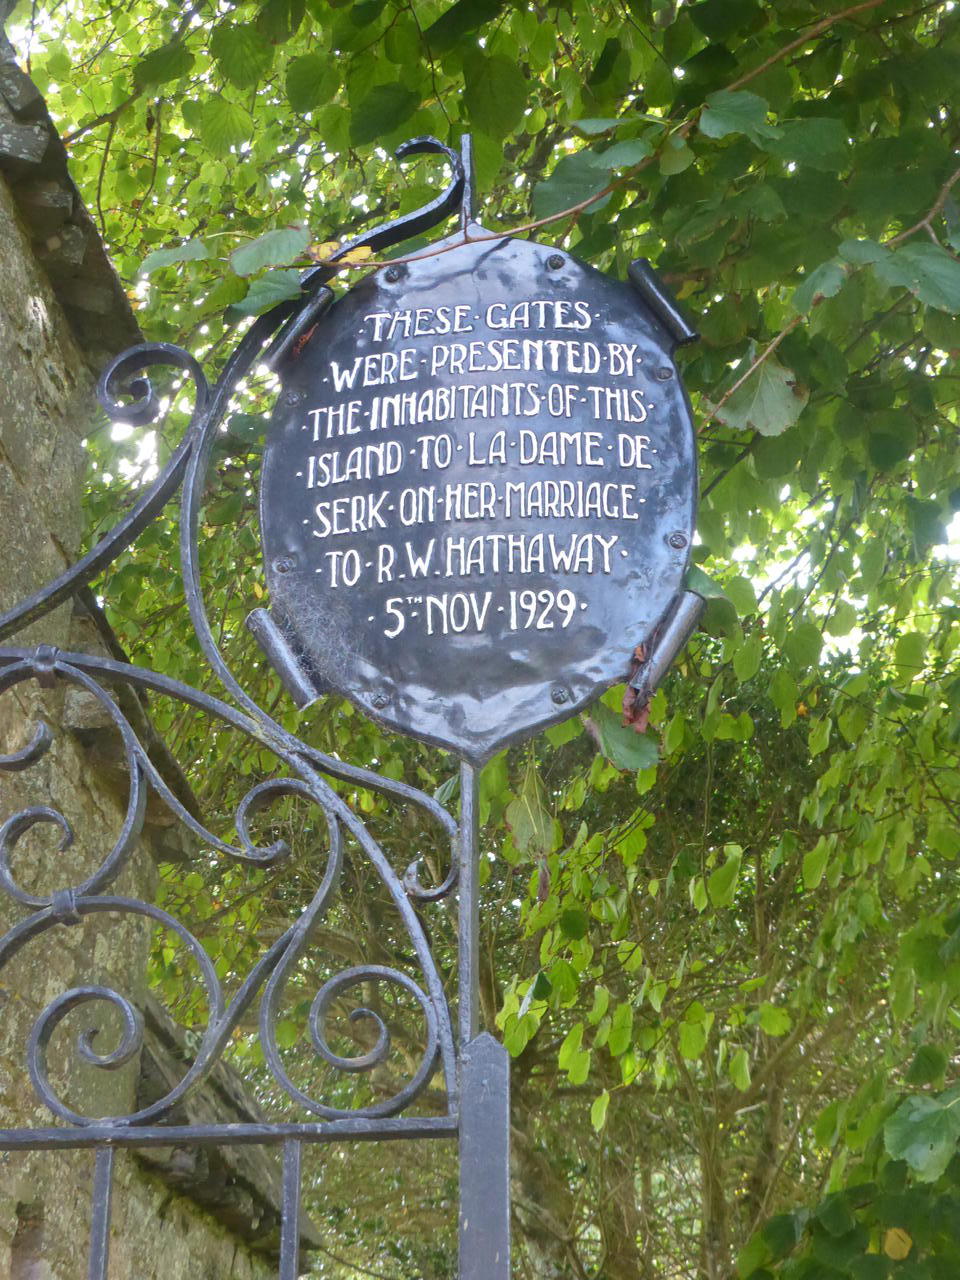 ·THESE·GATES·
·WERE·PRESENTED·BY·
·THE·INHABITANTS·OF·THIS·
·ISLAND·TO·LA·DAME·DE·
·SERK·ON·HER·MARRIAGE·
·TO·R.W.HATHAWAY·
·5TH NOV·1929·